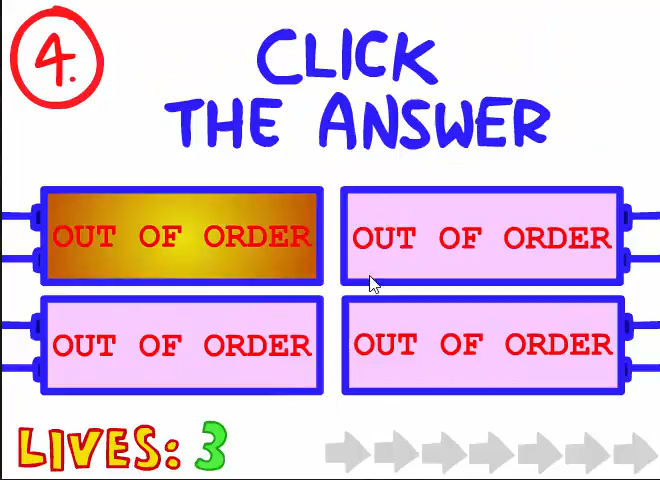 4.
CLICK
THE ANSWER
OUT OF ORDER
OUT OF ORDER
OUT OF ORDER
OUT OF ORDER
LIVES: 3